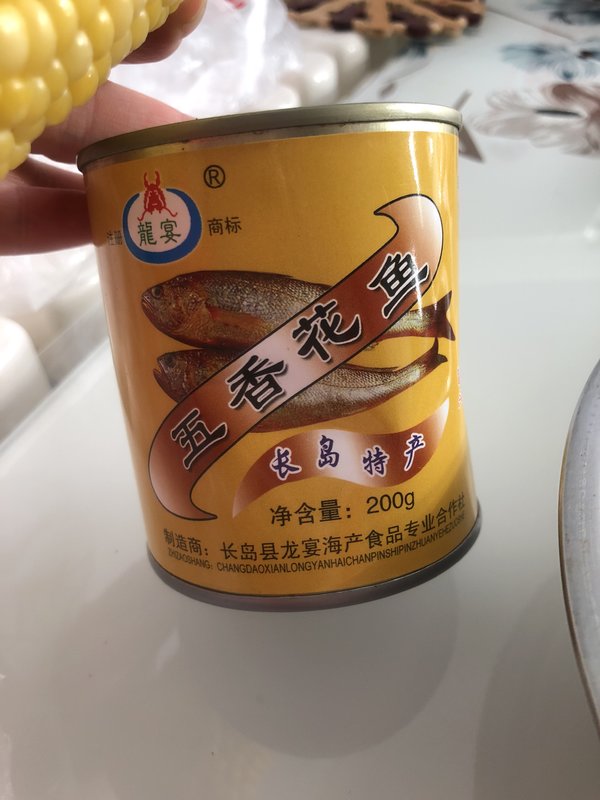 ®
注册 龍宴 商标
五香花鱼
长岛特产
净含量：200g
制造商：长岛县龙宴海产食品专业合作社
ZHIZAOSHANG: CHANGDAOXIANLONGYANHAICHANPINSHIPINZHUANYEHEZUOSHE